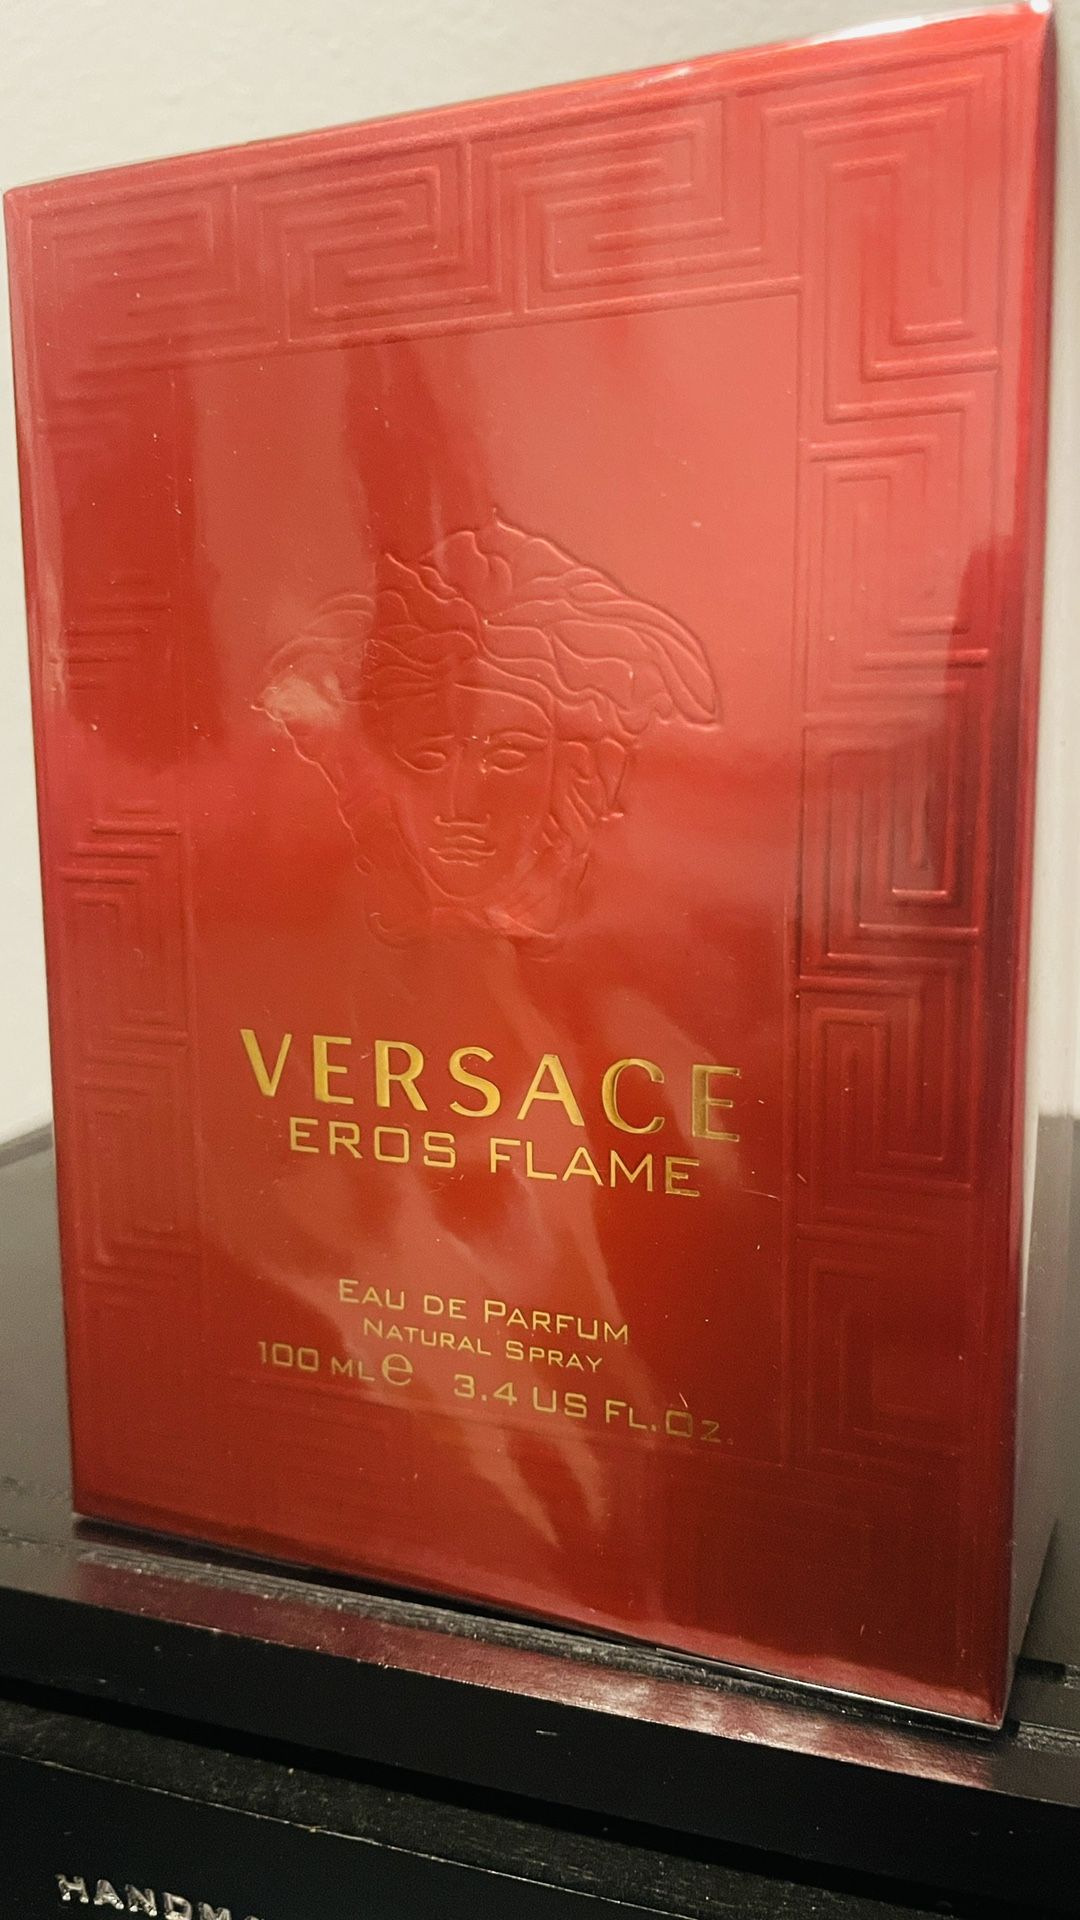 VERSACE
EROS FLAME
EAU DE PARFUM
NATURAL SPRAY
100 ML e 3.4 US FL.OZ.